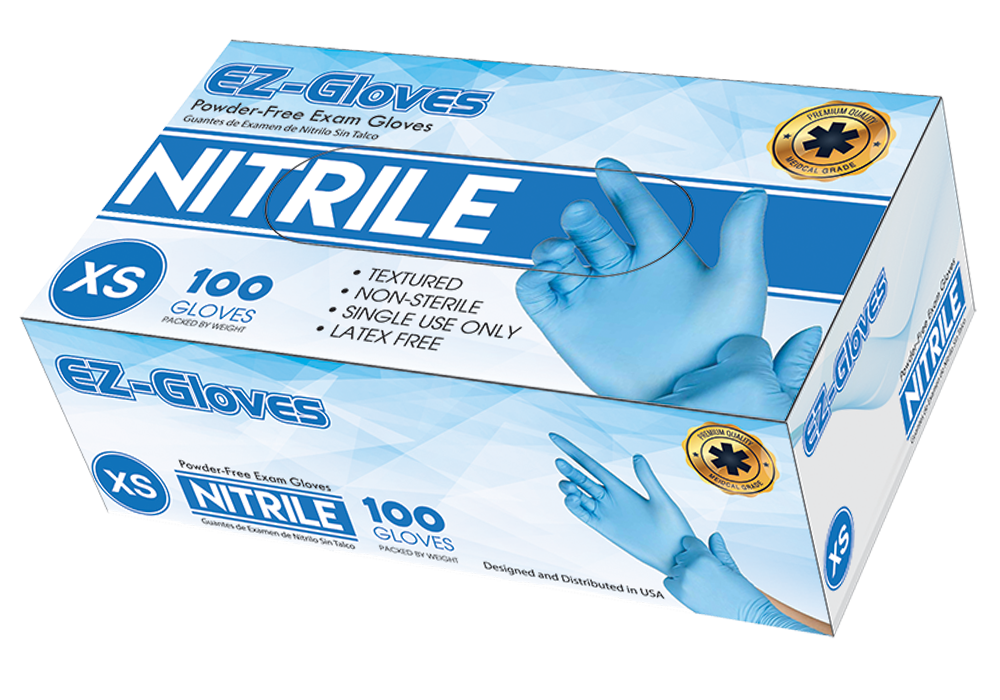 EZ-Gloves
Powder-Free Exam Gloves
Guantes de Examen de Nitrilo Sin Talco
NITRILE
PREMIUM QUALITY
MEIDCAL GRADE
XS
100
GLOVES
PACKED BY WEIGHT
• TEXTURED
• NON-STERILE
• SINGLE USE ONLY
• LATEX FREE
EZ-Gloves
XS
Powder-Free Exam Gloves
NITRILE
Guantes de Examen de Nitrilo Sin Talco
100
GLOVES
PACKED BY WEIGHT
Designed and Distributed in USA
PREMIUM QUALITY
MEIDCAL GRADE
EZ-Gloves
Powder-Free Exam Gloves
NITRILE
XS